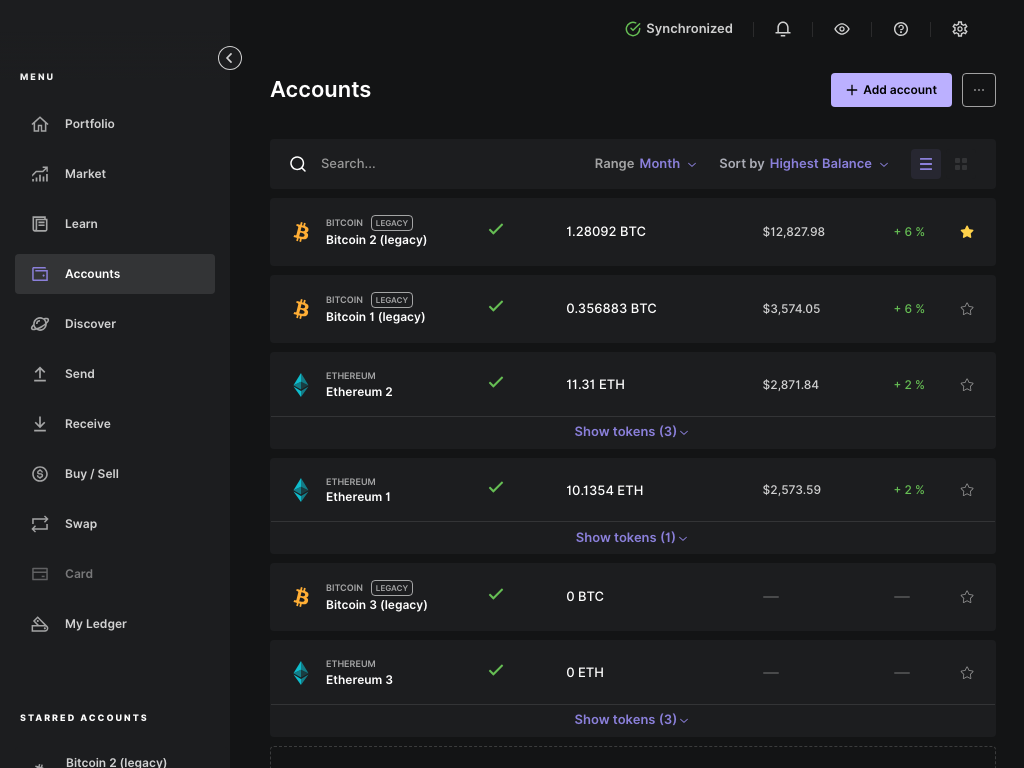 Synchronized
MENU
Portfolio
Market
Learn
Accounts
Discover
Send
Receive
Buy / Sell
Swap
Card
My Ledger
STARRED ACCOUNTS
Bitcoin 2 (legacy)
Accounts
+ Add account
...
Search...
Range Month
Sort by Highest Balance
BITCOIN LEGACY
Bitcoin 2 (legacy)
1.28092 BTC
$12,827.98
+ 6 %
BITCOIN LEGACY
Bitcoin 1 (legacy)
0.356883 BTC
$3,574.05
+ 6 %
ETHEREUM
Ethereum 2
11.31 ETH
$2,871.84
+ 2 %
Show tokens (3)
ETHEREUM
Ethereum 1
10.1354 ETH
$2,573.59
+ 2 %
Show tokens (1)
BITCOIN LEGACY
Bitcoin 3 (legacy)
0 BTC
—
—
ETHEREUM
Ethereum 3
0 ETH
—
—
Show tokens (3)